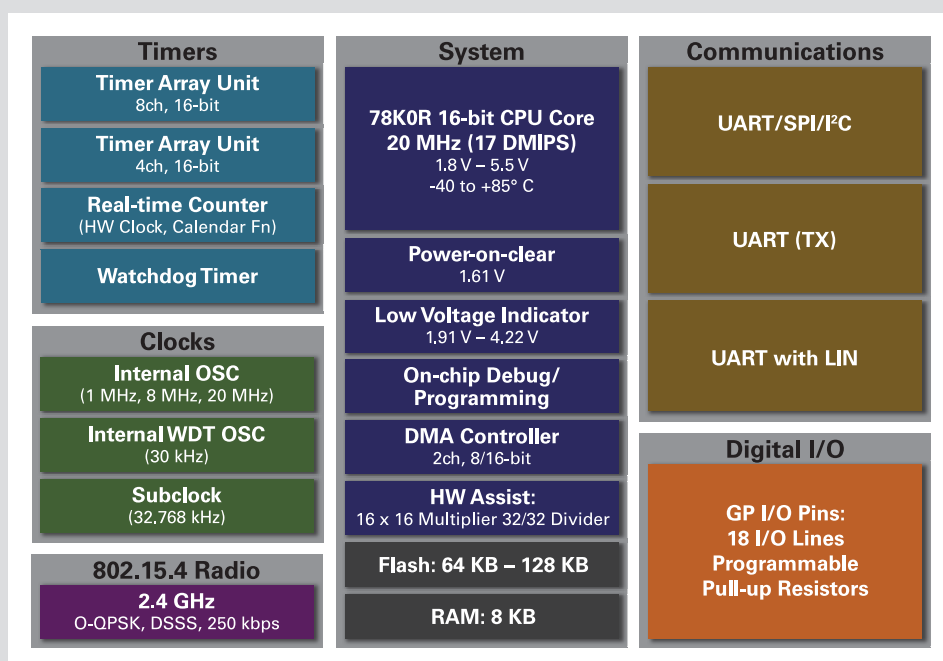 Timers
Timer Array Unit
8ch, 16-bit
Timer Array Unit
4ch, 16-bit
Real-time Counter
(HW Clock, Calendar Fn)
Watchdog Timer
Clocks
Internal OSC
(1 MHz, 8 MHz, 20 MHz)
Internal WDT OSC
(30 kHz)
Subclock
(32.768 kHz)
802.15.4 Radio
2.4 GHz
O-QPSK, DSSS, 250 kbps
System
78K0R 16-bit CPU Core
20 MHz (17 DMIPS)
1.8 V – 5.5 V
-40 to +85° C
Power-on-clear
1.61 V
Low Voltage Indicator
1.91 V – 4.22 V
On-chip Debug/
Programming
DMA Controller
2ch, 8/16-bit
HW Assist:
16 x 16 Multiplier 32/32 Divider
Flash: 64 KB – 128 KB
RAM: 8 KB
Communications
UART/SPI/I²C
UART (TX)
UART with LIN
Digital I/O
GP I/O Pins:
18 I/O Lines
Programmable
Pull-up Resistors